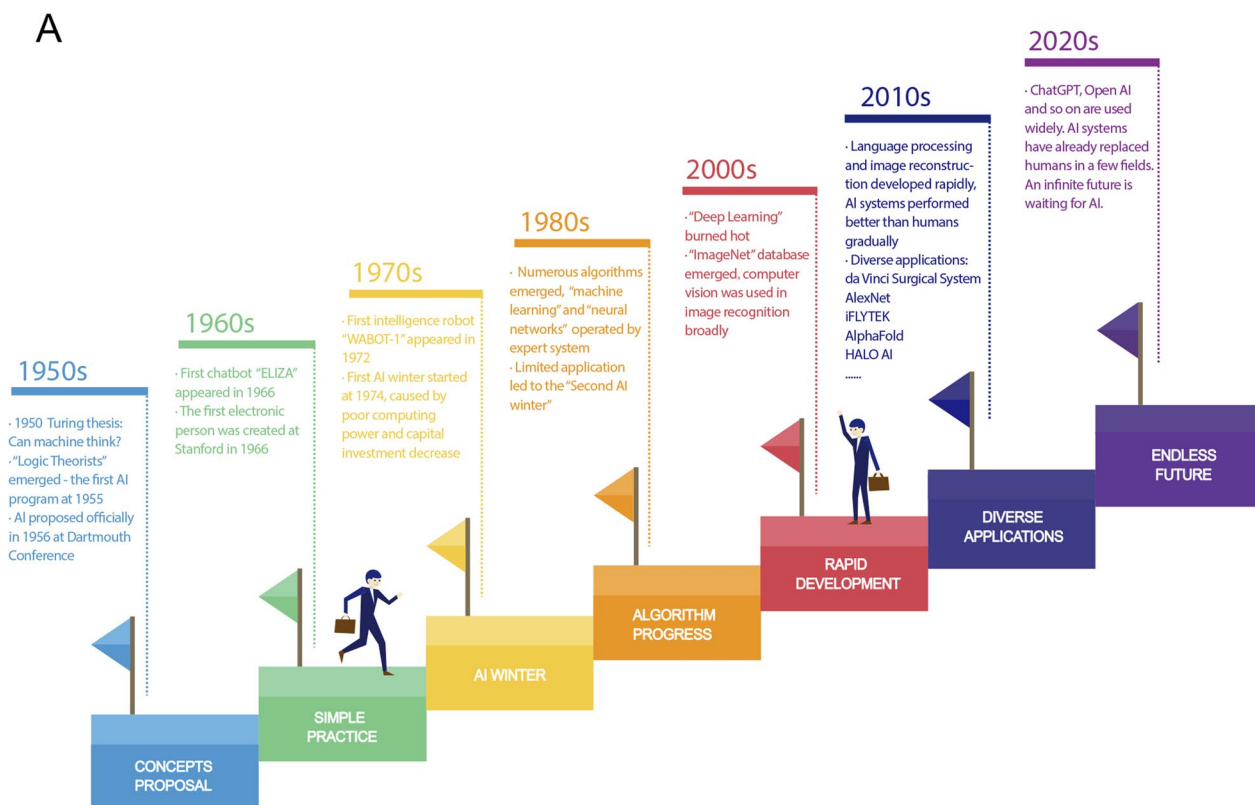 A
1950s
· 1950 Turing thesis:
Can machine think?
·“Logic Theorists”
emerged - the first AI
program at 1955
· AI proposed officially
in 1956 at Dartmouth
Conference
CONCEPTS
PROPOSAL
1960s
· First chatbot “ELIZA”
appeared in 1966
· The first electronic
person was created at
Stanford in 1966
SIMPLE
PRACTICE
1970s
· First intelligence robot
“WABOT-1” appeared in
1972
· First AI winter started
at 1974, caused by
poor computing
power and capital
investment decrease
AI WINTER
1980s
· Numerous algorithms
emerged, “machine
learning” and “neural
networks” operated by
expert system
· Limited application
led to the “Second AI
winter”
ALGORITHM
PROGRESS
2000s
·“Deep Learning”
burned hot
·“ImageNet” database
emerged, computer
vision was used in
image recognition
broadly
RAPID
DEVELOPMENT
2010s
· Language processing
and image reconstruc-
tion developed rapidly,
AI systems performed
better than humans
gradually
· Diverse applications:
da Vinci Surgical System
AlexNet
iFLYTEK
AlphaFold
HALO AI
......
DIVERSE
APPLICATIONS
2020s
· ChatGPT, Open AI
and so on are used
widely. AI systems
have already replaced
humans in a few fields.
An infinite future is
waiting for AI.
ENDLESS
FUTURE